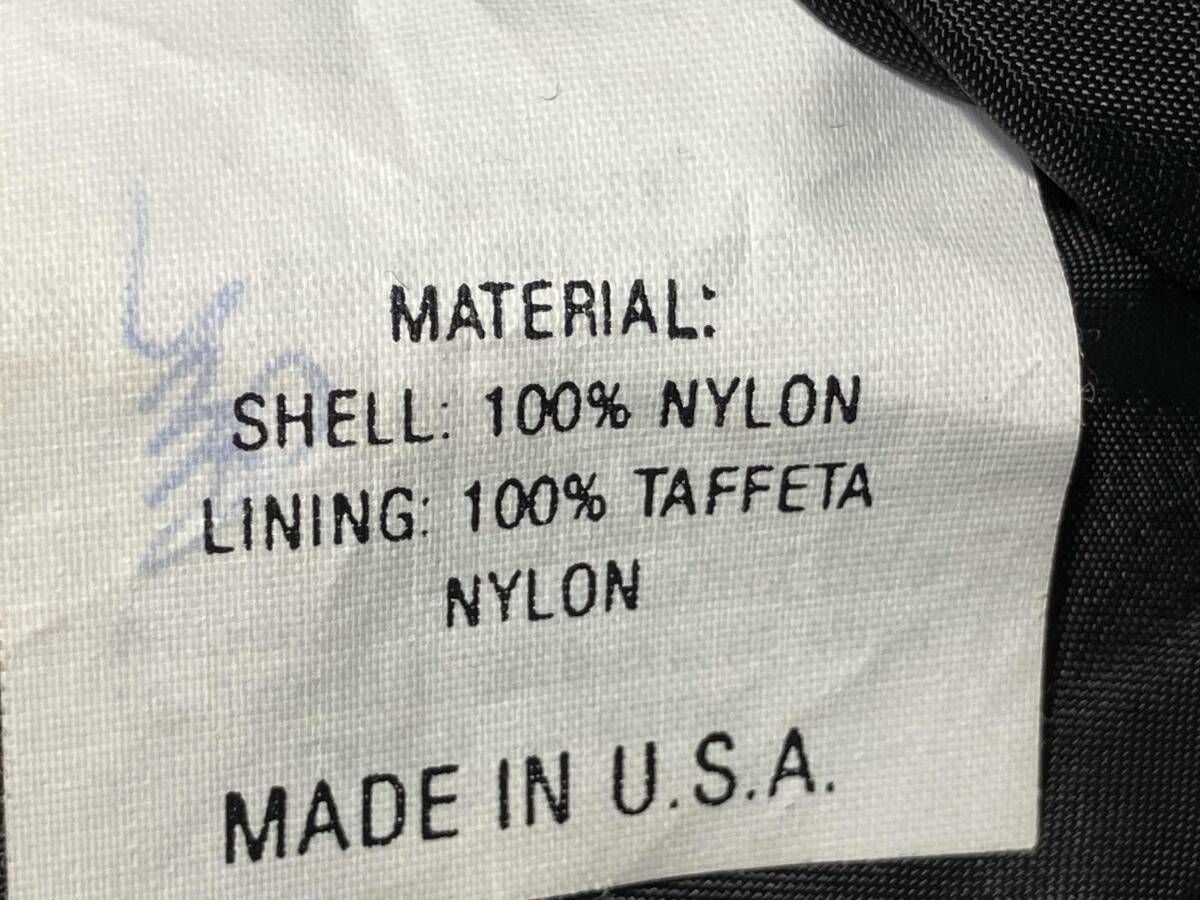 MATERIAL:
SHELL: 100% NYLON
LINING: 100% TAFFETA
NYLON
MADE IN U.S.A.